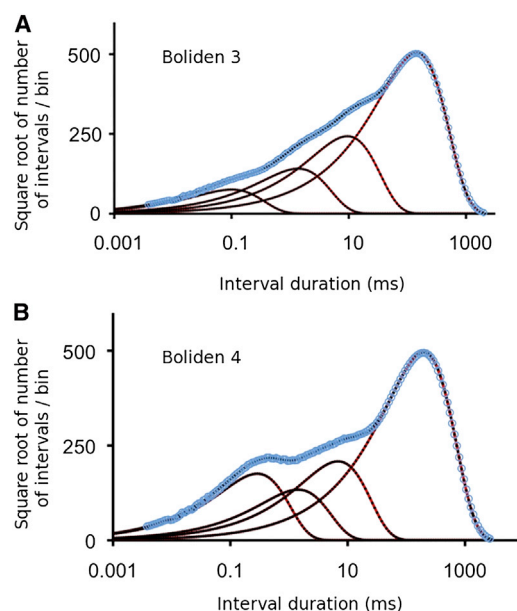 A
Boliden 3
Square root of number
of intervals / bin
500
250
0
0.001
0.1
10
1000
Interval duration (ms)
B
Boliden 4
Square root of number
of intervals / bin
500
250
0
0.001
0.1
10
1000
Interval duration (ms)